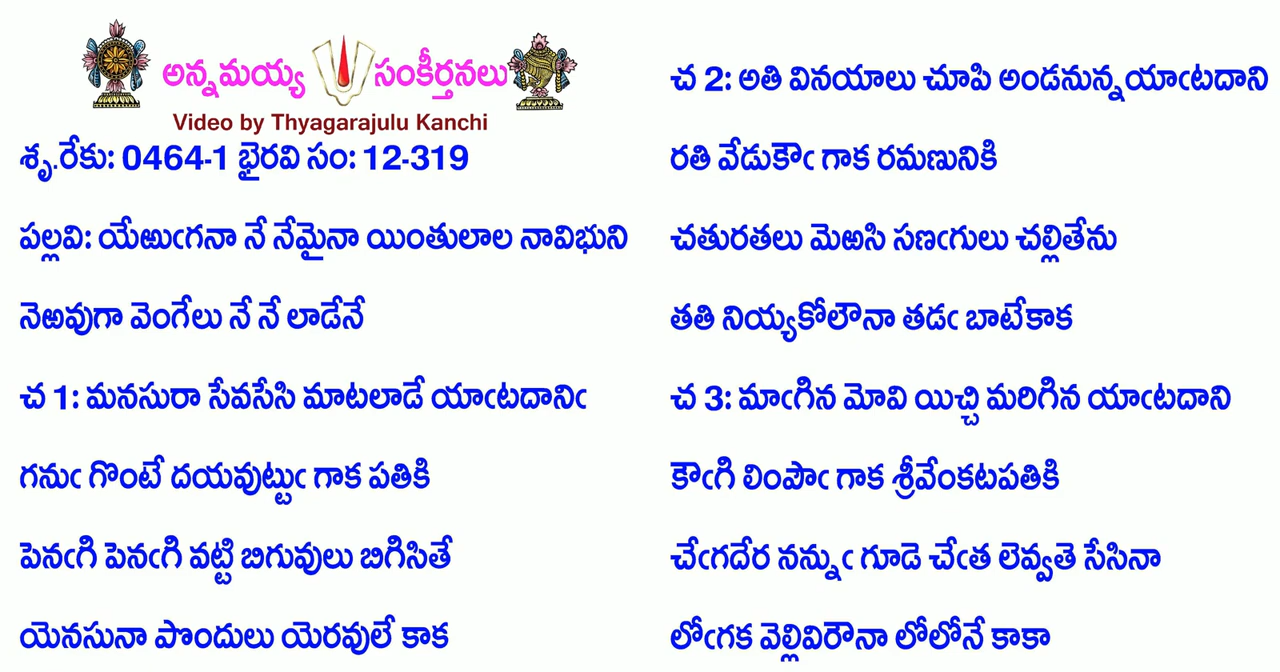 అన్నమయ్య సంకీర్తనలు
Video by Thyagarajulu Kanchi
శృ.రేకు: 0464-1 భైరవి సం: 12-319
పల్లవి: యేఱుఁగనా నే నేమైనా యింతులాల నావిభుని
నెఱవుగా వెంగేలు నే నే లాడేనే
చ 1: మనసురా సేవసేసి మాటలాడే యాఁటదానిఁ
గనుఁ గొంటే దయవుట్టుఁ గాక పతికి
పెనఁగి పెనఁగి వట్టి బిగువులు బిగిసితే
యెనసునా పొందులు యెరవులే కాక
చ 2: అతి వినయాలు చూపి అండనున్నయాఁటదాని
రతి వేడుకౌఁ గాక రమణునికి
చతురతలు మెఱసి సణఁగులు చల్లితేను
తతి నియ్యకోలౌనా తడఁ బాటేకాక
చ 3: మాఁగిన మోవి యిచ్చి మరిగిన యాఁటదాని
కౌఁగి లింపౌఁ గాక శ్రీవేంకటపతికి
చేఁగదేర నన్నుఁ గూడె చేఁత లెవ్వతె సేసినా
లోఁగక వెల్లివిరౌనా లోలోనే కాకా